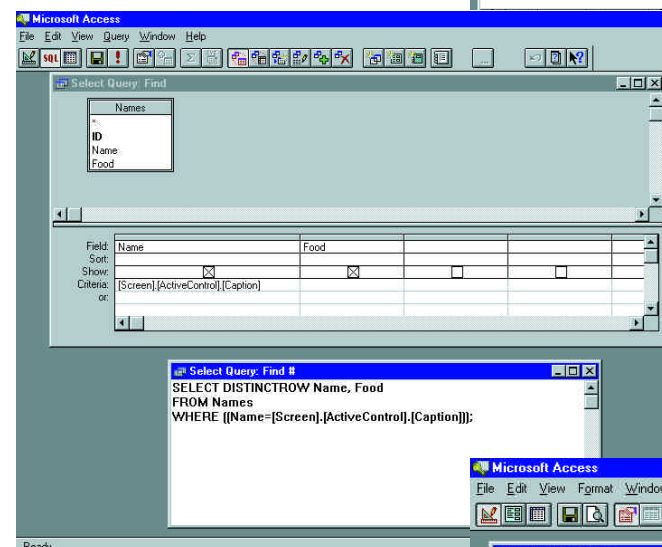 Microsoft Access
File Edit View Query Window Help
SQL
Select Query: Find
Names
*
ID
Name
Food
Field: Name Food
Sort:
Show:
Criteria: [Screen].[ActiveControl].[Caption]
or:
Select Query: Find #
SELECT DISTINCTROW Name, Food
FROM Names
WHERE ((Name=[Screen].[ActiveControl].[Caption]));
Microsoft Access
File Edit View Format Window
Ready